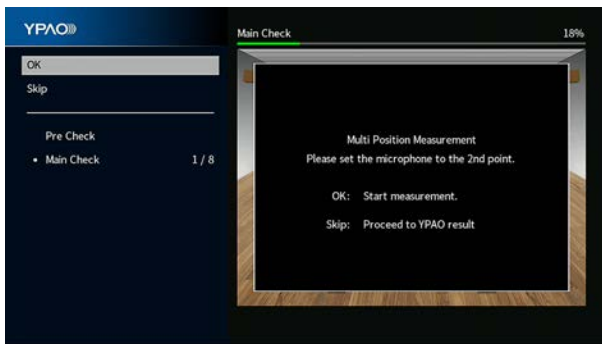 YPAO
Main Check 18%
OK
Skip
Pre Check
• Main Check 1 / 8
Multi Position Measurement
Please set the microphone to the 2nd point.
OK: Start measurement.
Skip: Proceed to YPAO result